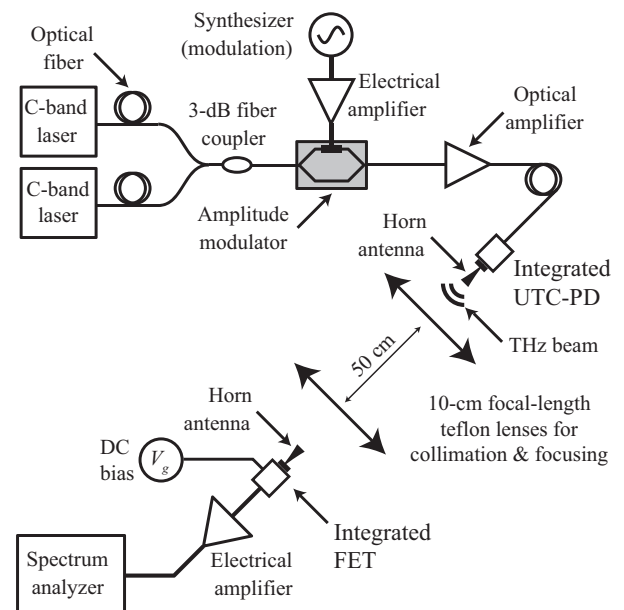 Synthesizer
(modulation)
Optical
fiber
Electrical
amplifier
Optical
amplifier
C-band
laser
3-dB fiber
coupler
C-band
laser
Amplitude
modulator
Horn
antenna
Integrated
UTC-PD
THz beam
50 cm
10-cm focal-length
teflon lenses for
collimation & focusing
Horn
antenna
DC
bias
Vg
Integrated
FET
Electrical
amplifier
Spectrum
analyzer